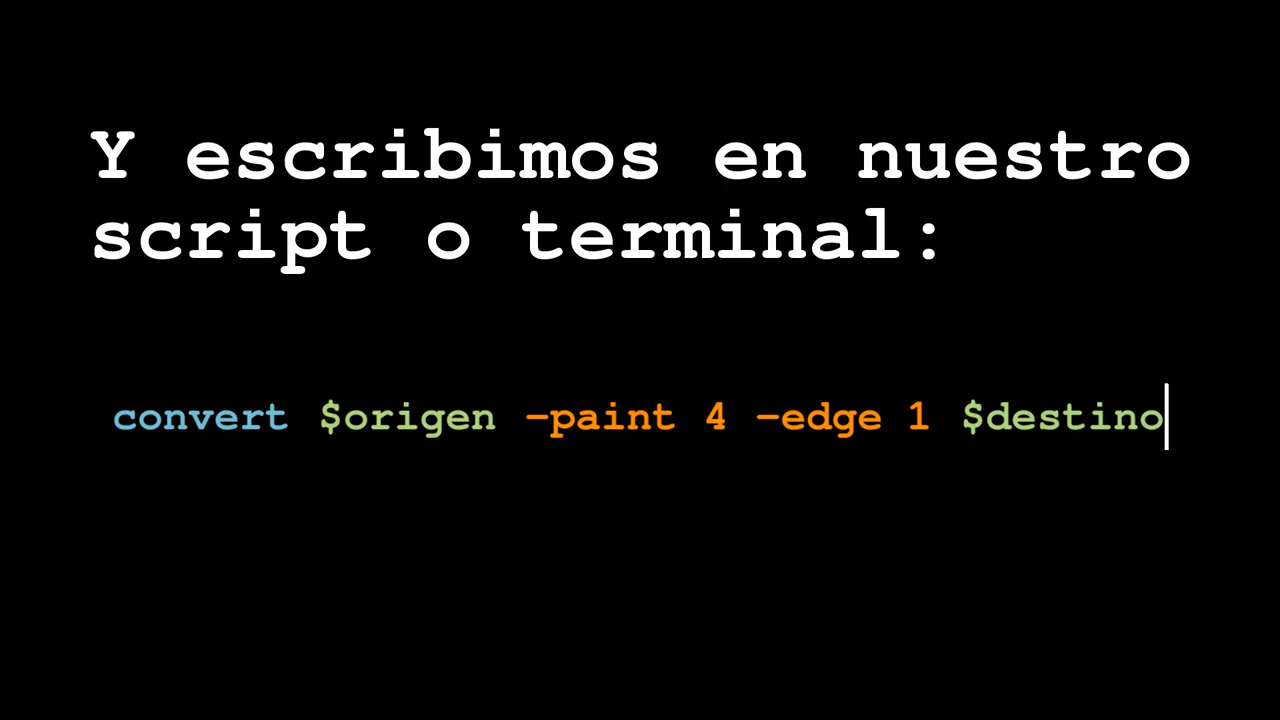 Y escribimos en nuestro
script o terminal:
convert $origen -paint 4 -edge 1 $destino